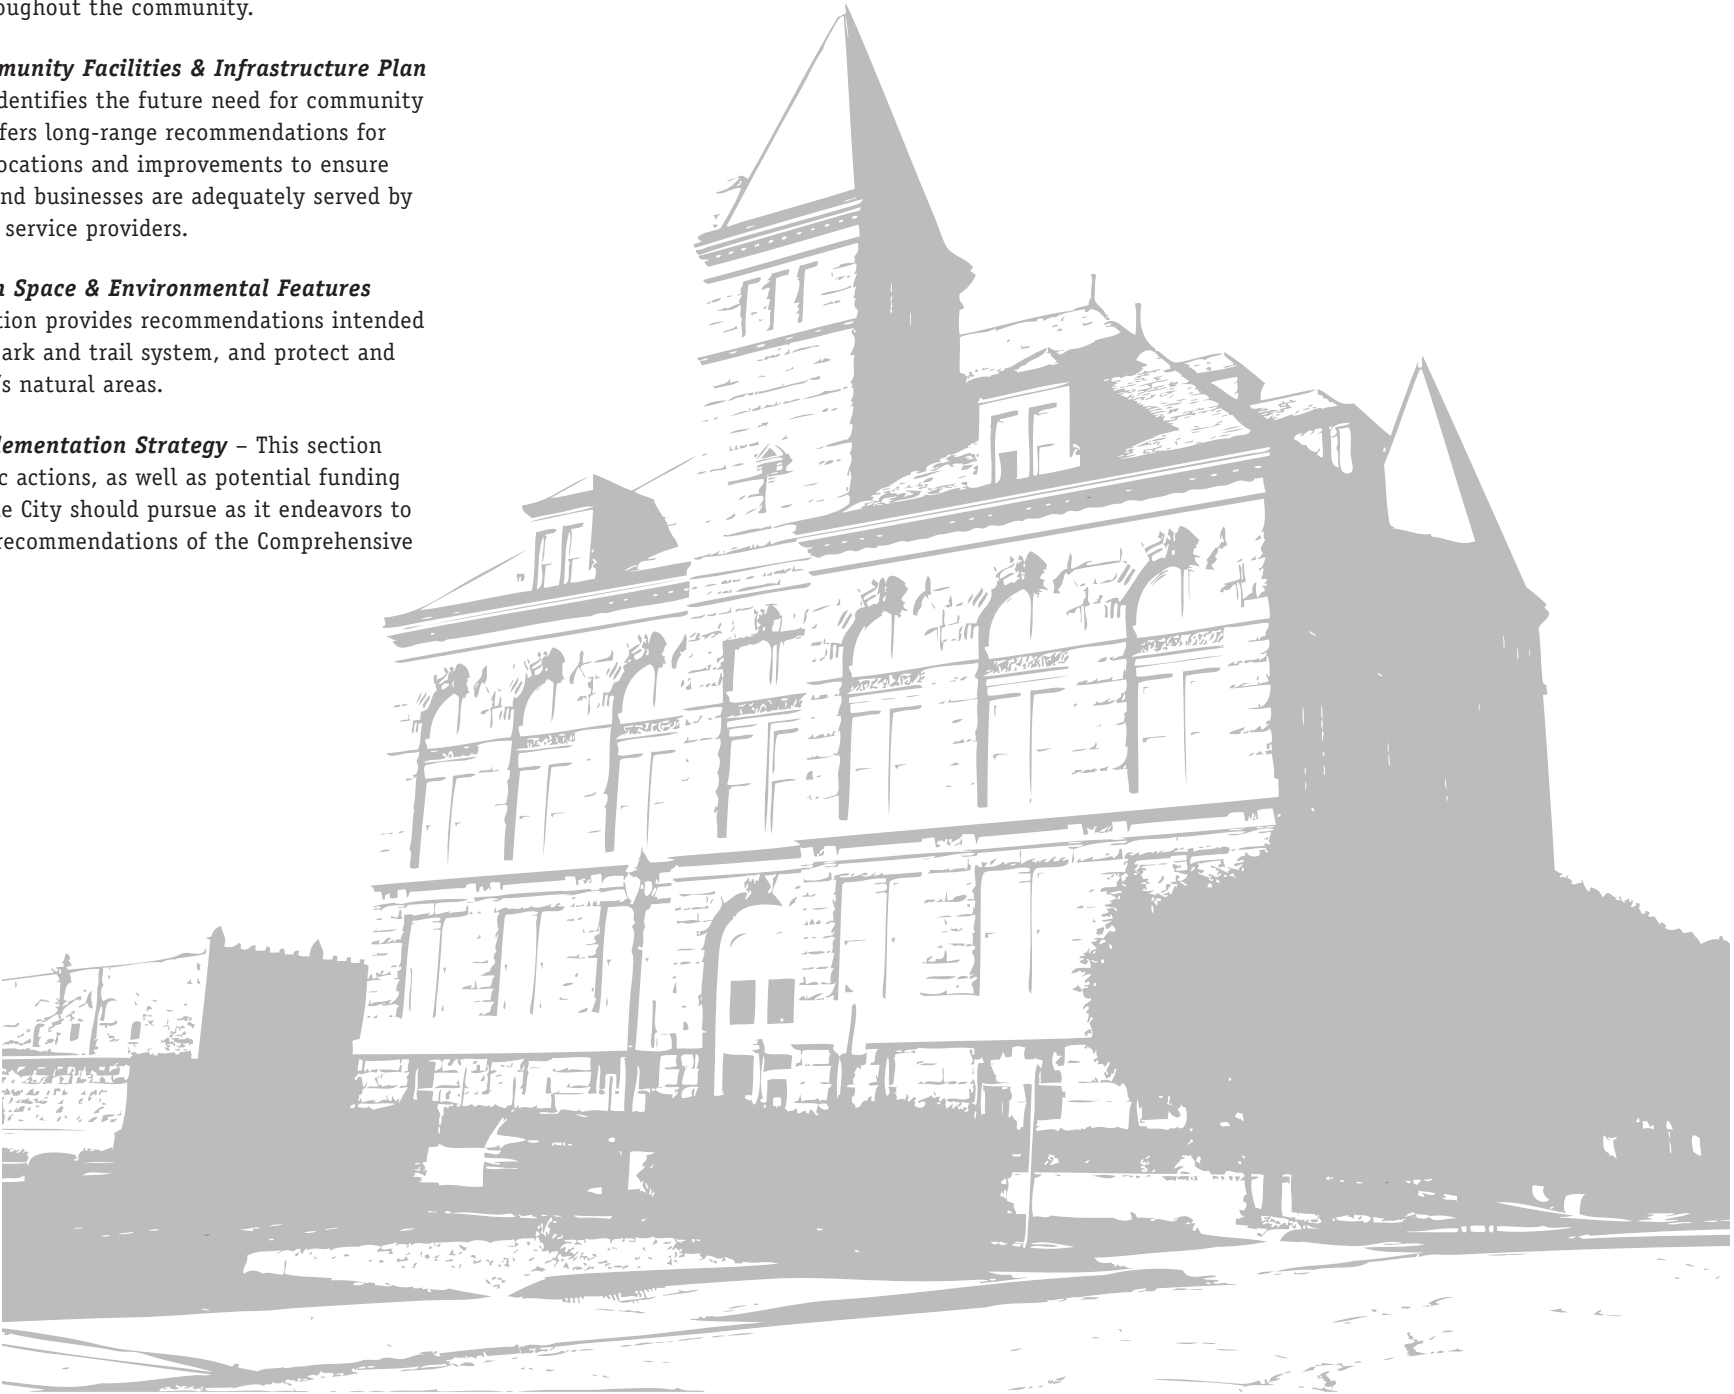 oughout the community.
munity Facilities & Infrastructure Plan
dentifies the future need for community
fers long-range recommendations for
ocations and improvements to ensure
nd businesses are adequately served by
service providers.
n Space & Environmental Features
tion provides recommendations intended
ark and trail system, and protect and
's natural areas.
lementation Strategy – This section
c actions, as well as potential funding
e City should pursue as it endeavors to
recommendations of the Comprehensive